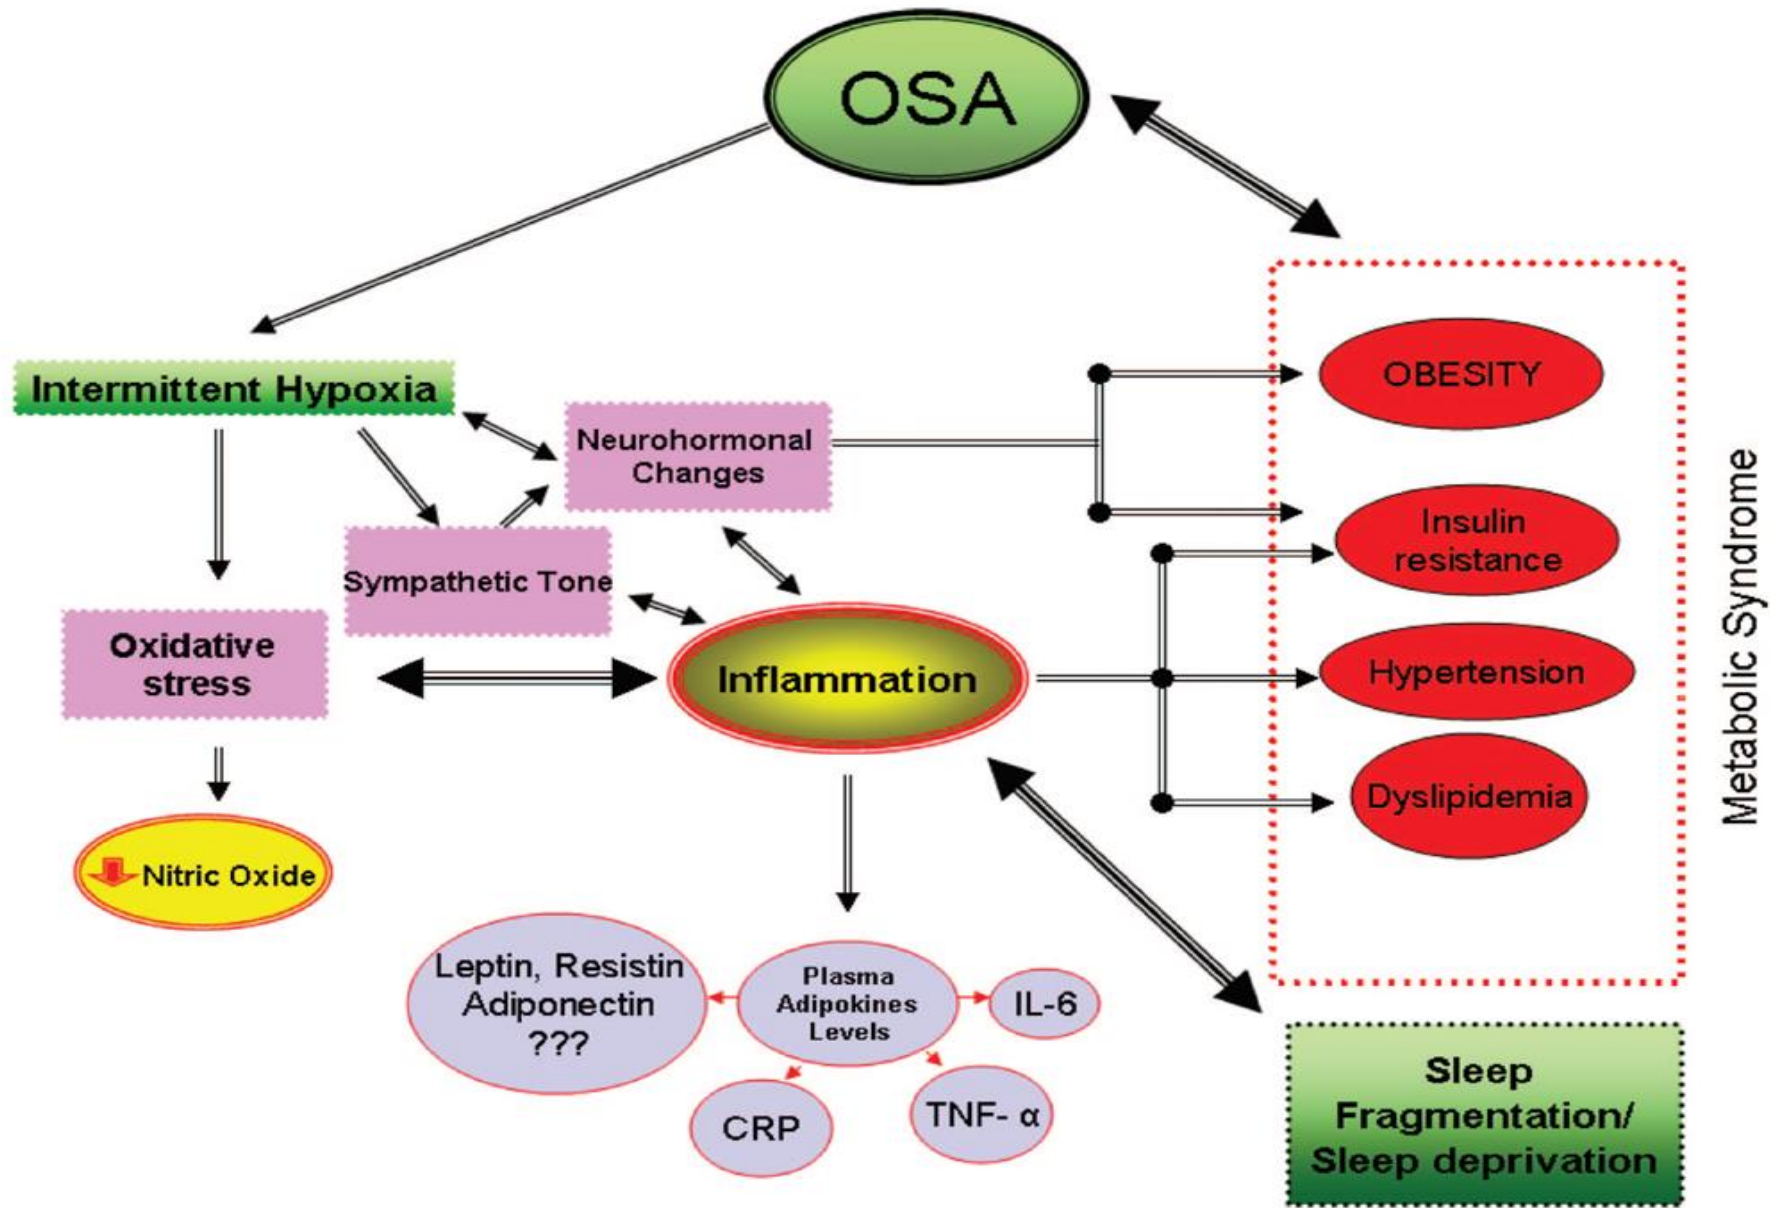 OSA
Intermittent Hypoxia
Neurohormonal
Changes
Sympathetic Tone
Oxidative
stress
Inflammation
Nitric Oxide
OBESITY
Insulin
resistance
Hypertension
Dyslipidemia
Metabolic Syndrome
Leptin, Resistin
Adiponectin
???
Plasma
Adipokines
Levels
IL-6
CRP
TNF- α
Sleep
Fragmentation/
Sleep deprivation